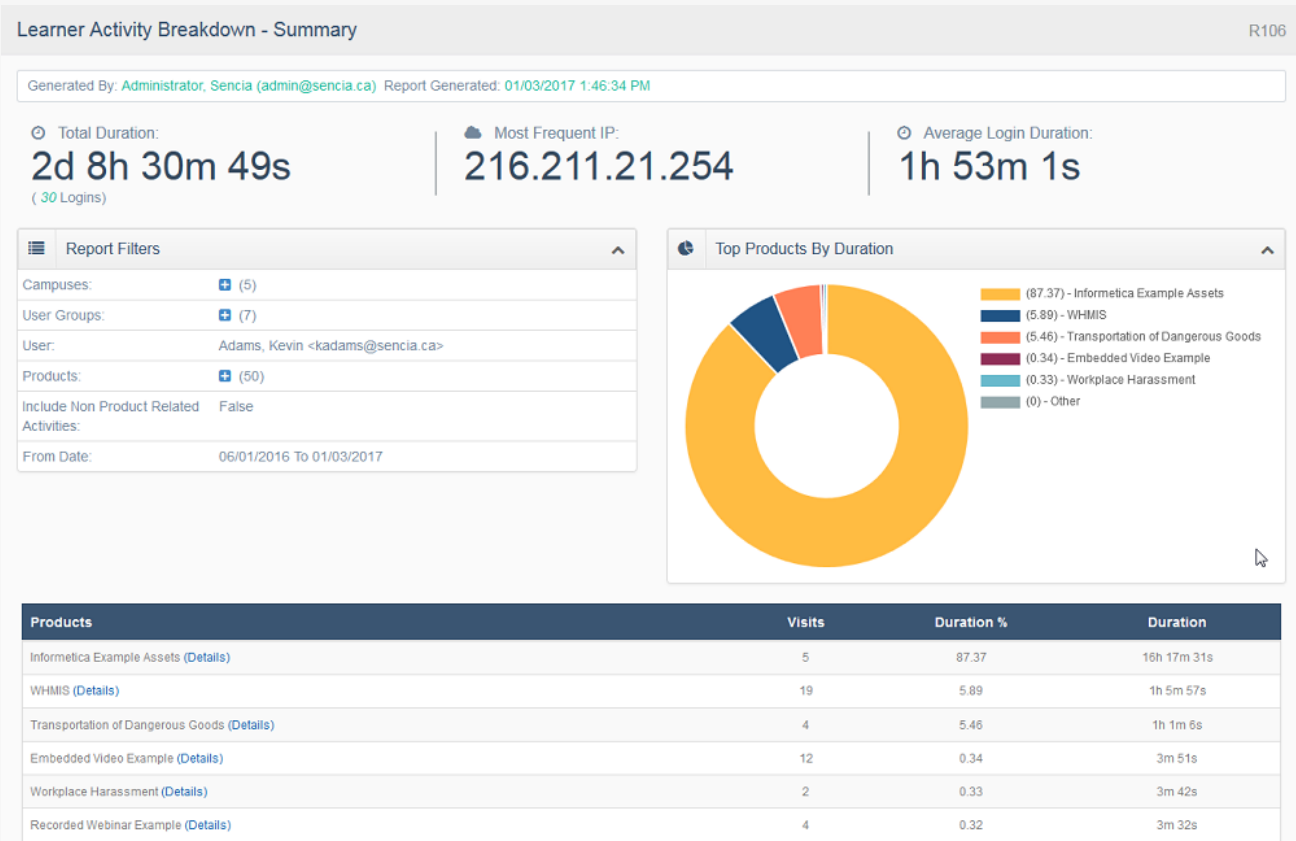 Learner Activity Breakdown - Summary
R106
Generated By: Administrator, Sencia (admin@sencia.ca) Report Generated: 01/03/2017 1:46:34 PM
Total Duration:
2d 8h 30m 49s
( 30 Logins)
Most Frequent IP:
216.211.21.254
Average Login Duration:
1h 53m 1s
Report Filters
Campuses: (5)
User Groups: (7)
User: Adams, Kevin <kadams@sencia.ca>
Products: (50)
Include Non Product Related False
Activities:
From Date: 06/01/2016 To 01/03/2017
Top Products By Duration
(87.37) - Informetica Example Assets
(5.89) - WHMIS
(5.46) - Transportation of Dangerous Goods
(0.34) - Embedded Video Example
(0.33) - Workplace Harassment
(0) - Other
Products Visits Duration % Duration
Informetica Example Assets (Details) 5 87.37 16h 17m 31s
WHMIS (Details) 19 5.89 1h 5m 57s
Transportation of Dangerous Goods (Details) 4 5.46 1h 1m 6s
Embedded Video Example (Details) 12 0.34 3m 51s
Workplace Harassment (Details) 2 0.33 3m 42s
Recorded Webinar Example (Details) 4 0.32 3m 32s